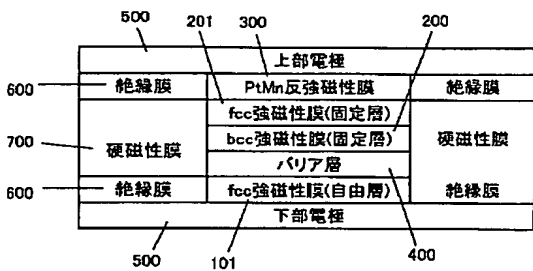 500
201
300
200
上部電極
600
絶縁膜
PtMn反強磁性膜
絶縁膜
fcc強磁性膜(固定層)
700
硬磁性膜
bcc強磁性膜(固定層)
硬磁性膜
バリア層
600
絶縁膜
fcc強磁性膜(自由層)
絶縁膜
下部電極
500
101
400